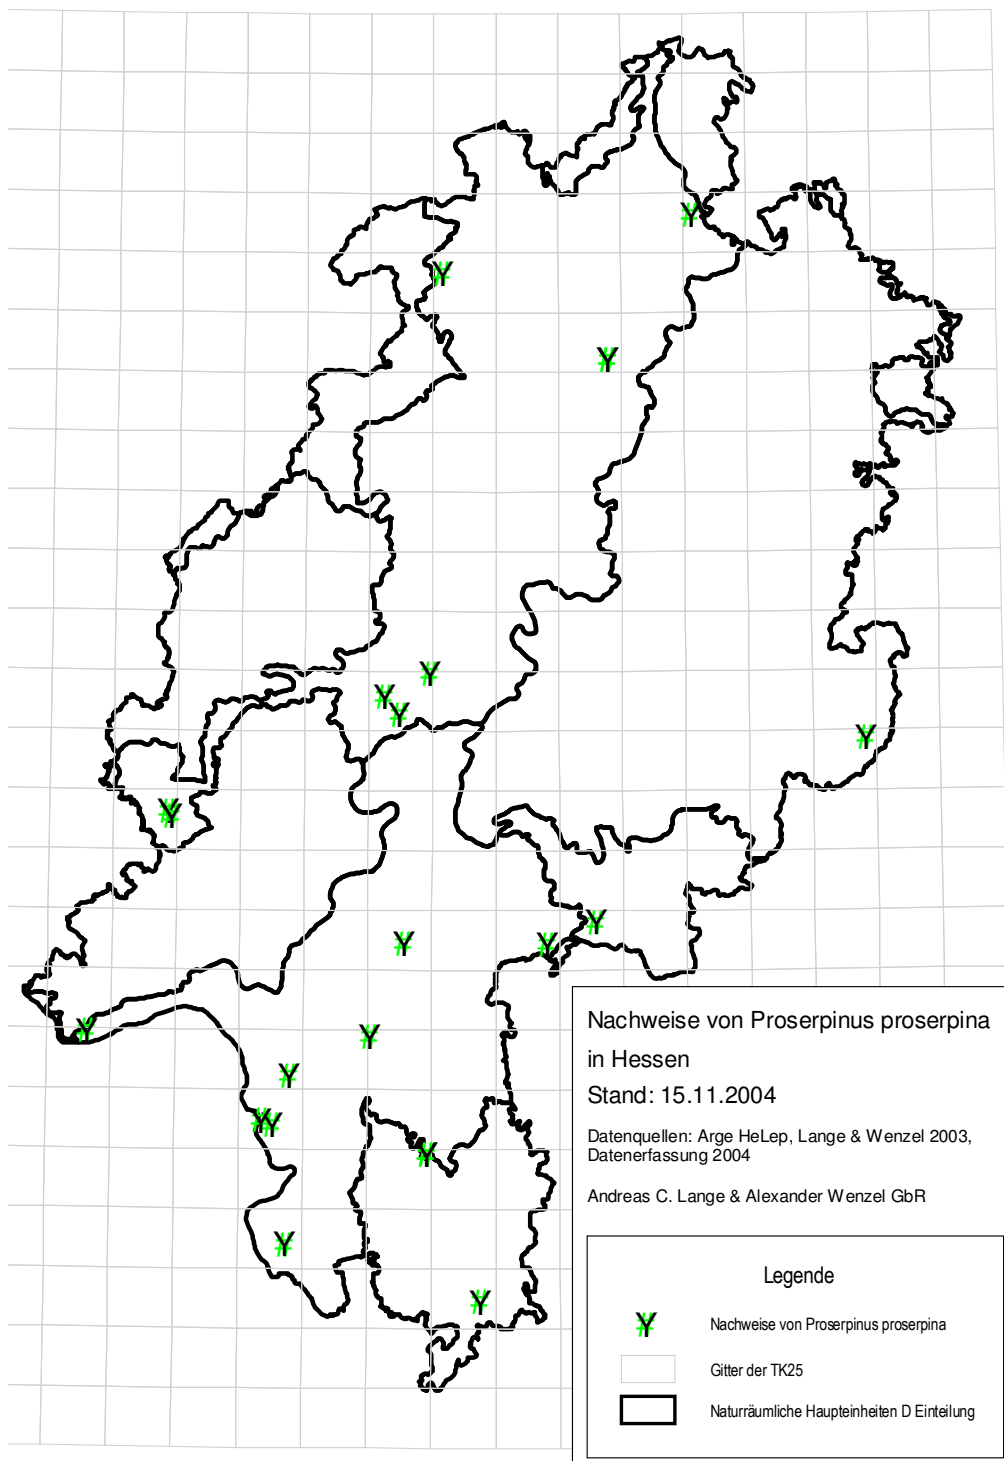 Nachweise von Proserpinus proserpina
in Hessen
Stand: 15.11.2004
Datenquellen: Arge HeLep, Lange & Wenzel 2003,
Datenerfassung 2004
Andreas C. Lange & Alexander Wenzel GbR
Legende
Nachweise von Proserpinus proserpina
Gitter der TK25
Naturräumliche Haupteinheiten D Einteilung